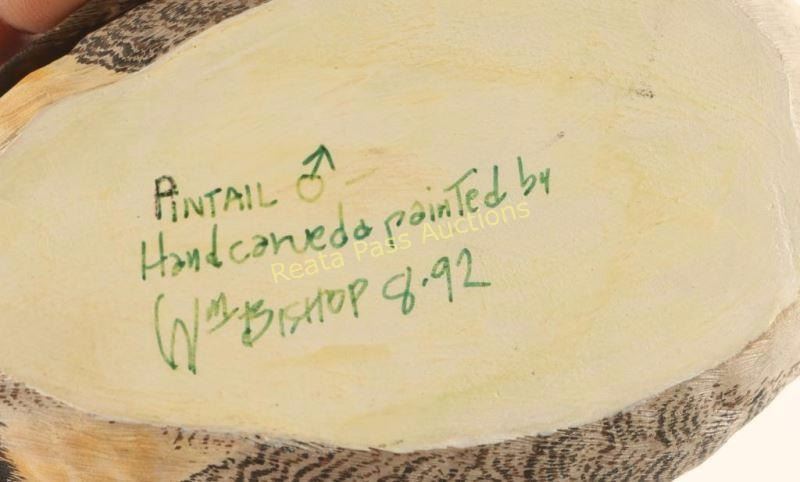 PINTAIL ♂
Hand carved & painted by
Wm BISHOP 8.92
Reata Pass Auctions